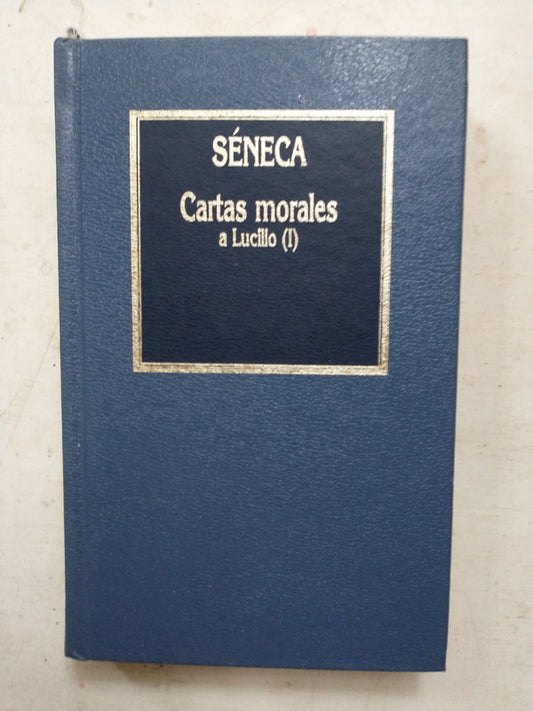 SÉNECA
Cartas morales
a Lucilio (I)